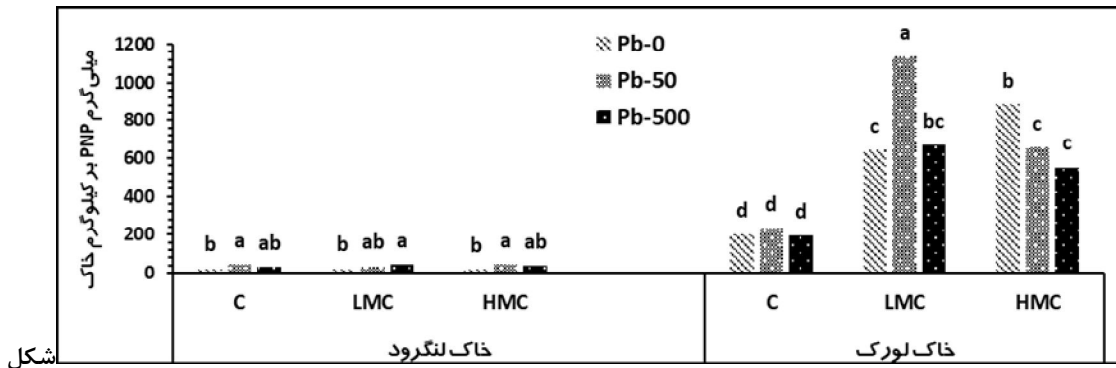 میلی گرم PNP بر کیلوگرم خاک
1200
1000
800
600
400
200
0
Pb-0
Pb-50
Pb-500
b a ab
b ab a
b a ab
d d d
c a bc
b c c
C LMC HMC
C LMC HMC
خاک لنگرود
خاک لورک
شکل